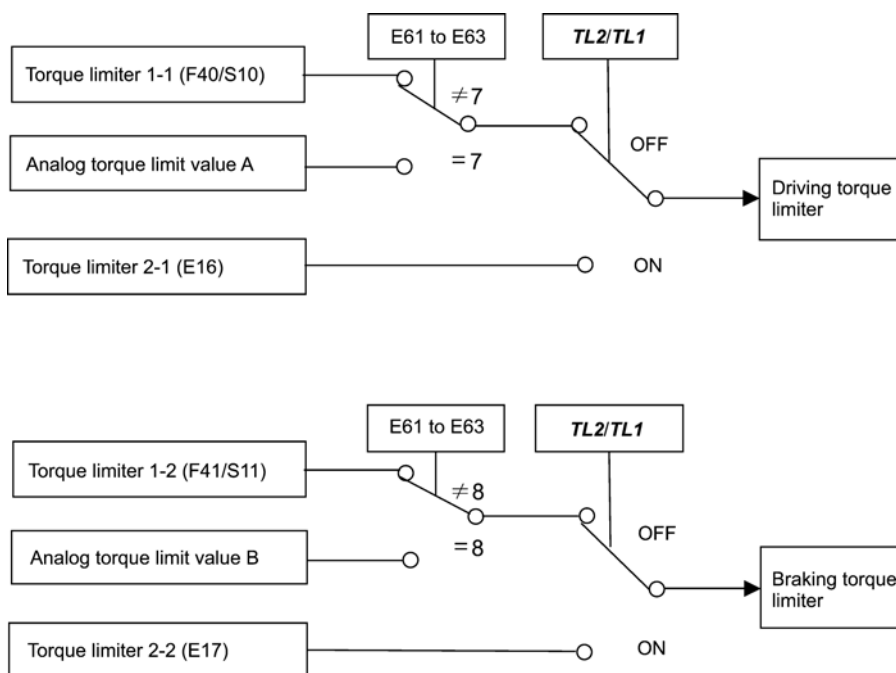 E61 to E63
TL2/TL1
Torque limiter 1-1 (F40/S10)
≠7
OFF
Analog torque limit value A
=7
Driving torque
limiter
Torque limiter 2-1 (E16)
ON
E61 to E63
TL2/TL1
Torque limiter 1-2 (F41/S11)
≠8
OFF
Analog torque limit value B
=8
Braking torque
limiter
Torque limiter 2-2 (E17)
ON